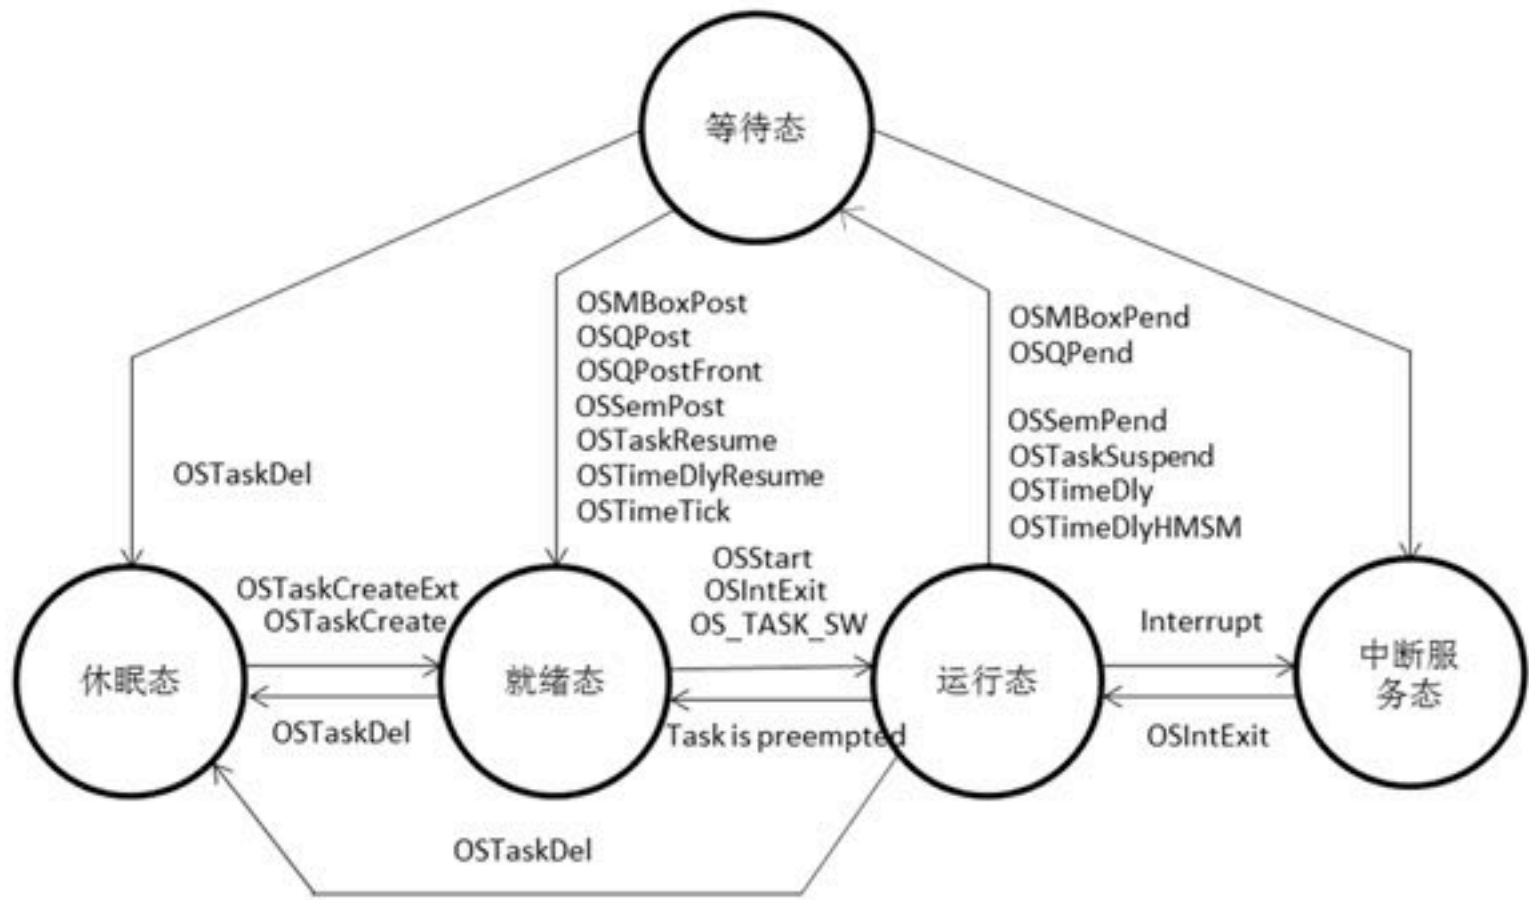 等待态
OSMBoxPost
OSQPost
OSQPostFront
OSSemPost
OSTaskResume
OSTimeDlyResume
OSTimeTick
OSMBoxPend
OSQPend
OSSemPend
OSTaskSuspend
OSTimeDly
OSTimeDlyHMSM
OSTaskDel
OSTaskCreateExt
OSTaskCreate
OSStart
OSIntExit
OS_TASK_SW
Interrupt
休眠态
就绪态
运行态
中断服
务态
OSTaskDel
Task is preempted
OSIntExit
OSTaskDel